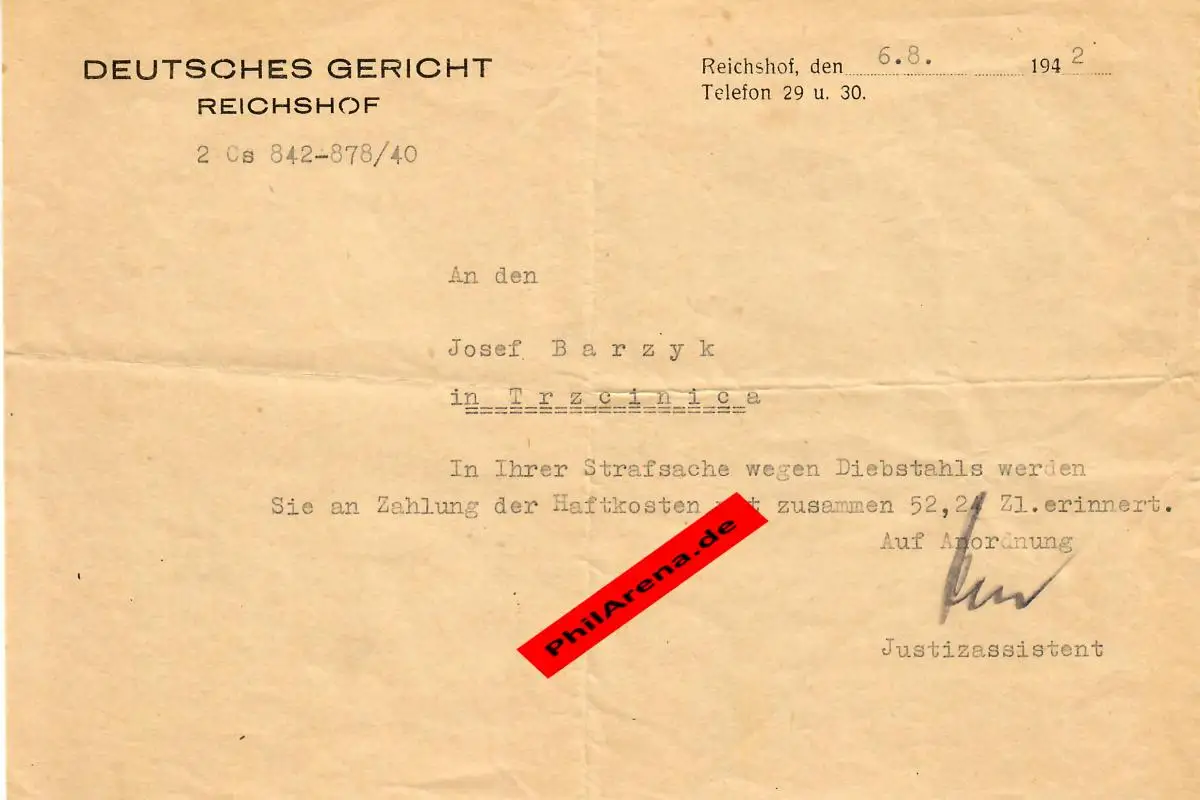 DEUTSCHES GERICHT
REICHSHOF
2 Cs 842-878/40
Reichshof, den 6.8. 1942
Telefon 29 u. 30.
An den
Josef B a r z y k
in T r z c i n i c a
In Ihrer Strafsache wegen Diebstahls werden
Sie an Zahlung der Haftkosten zusammen 52,24 Zl.erinnert.
Auf Anordnung
Justizassistent
PhilArena.de